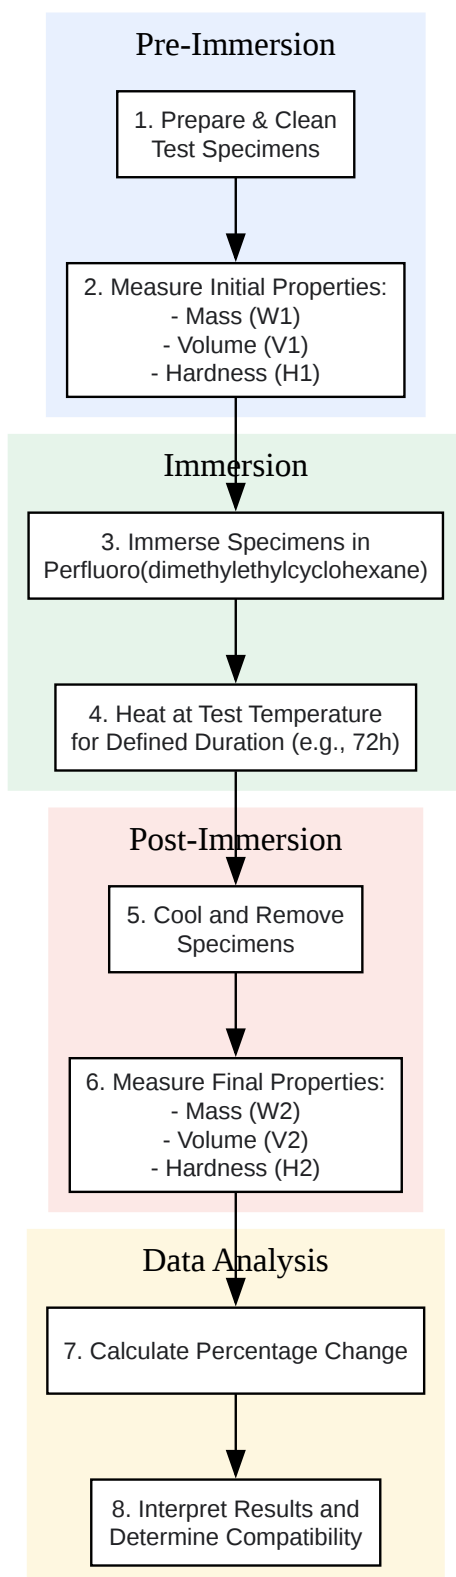 Pre-Immersion
1. Prepare & Clean
Test Specimens
2. Measure Initial Properties:
- Mass (W1)
- Volume (V1)
- Hardness (H1)
Immersion
3. Immerse Specimens in
Perfluoro(dimethylethylcyclohexane)
4. Heat at Test Temperature
for Defined Duration (e.g., 72h)
Post-Immersion
5. Cool and Remove
Specimens
6. Measure Final Properties:
- Mass (W2)
- Volume (V2)
- Hardness (H2)
Data Analysis
7. Calculate Percentage Change
8. Interpret Results and
Determine Compatibility